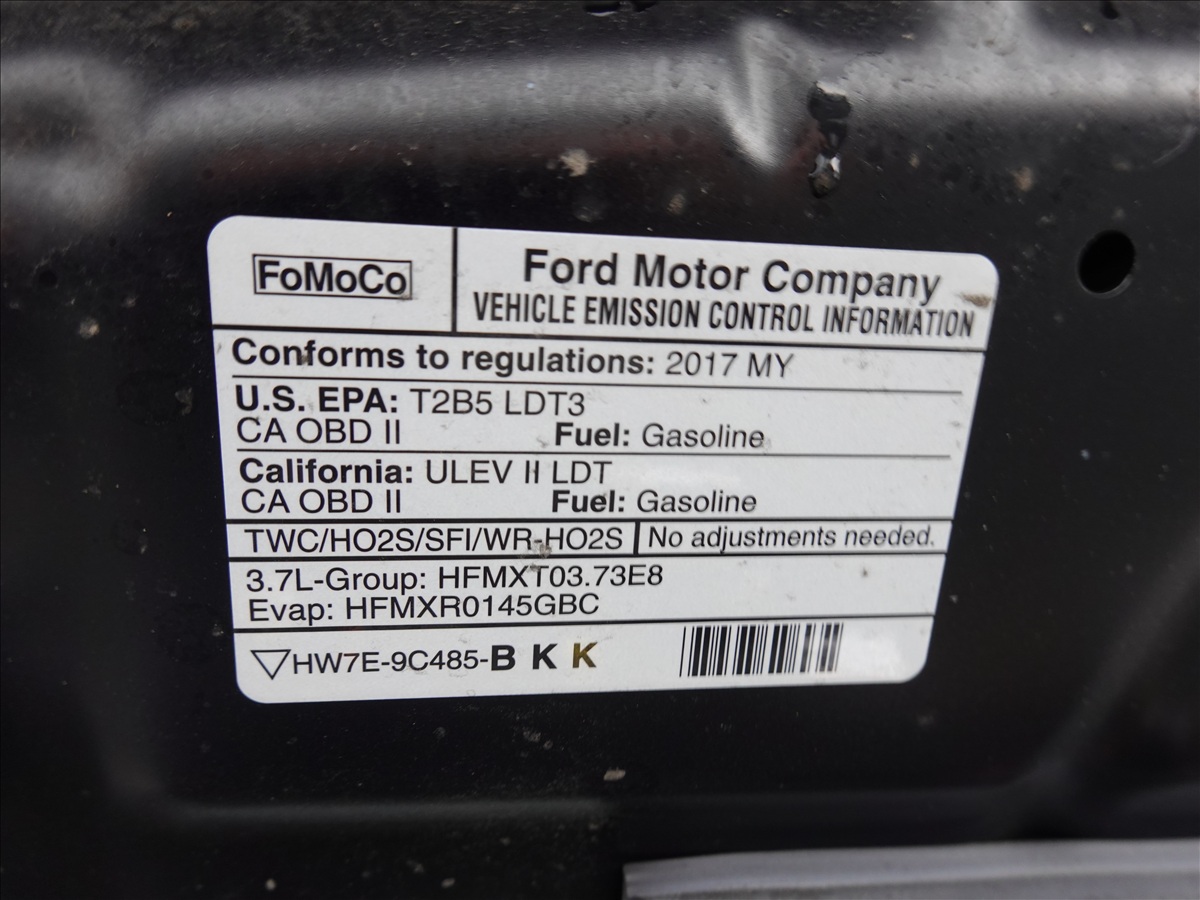 FoMoCo
Ford Motor Company
VEHICLE EMISSION CONTROL INFORMATION
Conforms to regulations: 2017 MY
U.S. EPA: T2B5 LDT3
CA OBD II Fuel: Gasoline
California: ULEV II LDT
CA OBD II Fuel: Gasoline
TWC/HO2S/SFI/WR-HO2S No adjustments needed.
3.7L-Group: HFMXT03.73E8
Evap: HFMXR0145GBC
HW7E-9C485-B K K